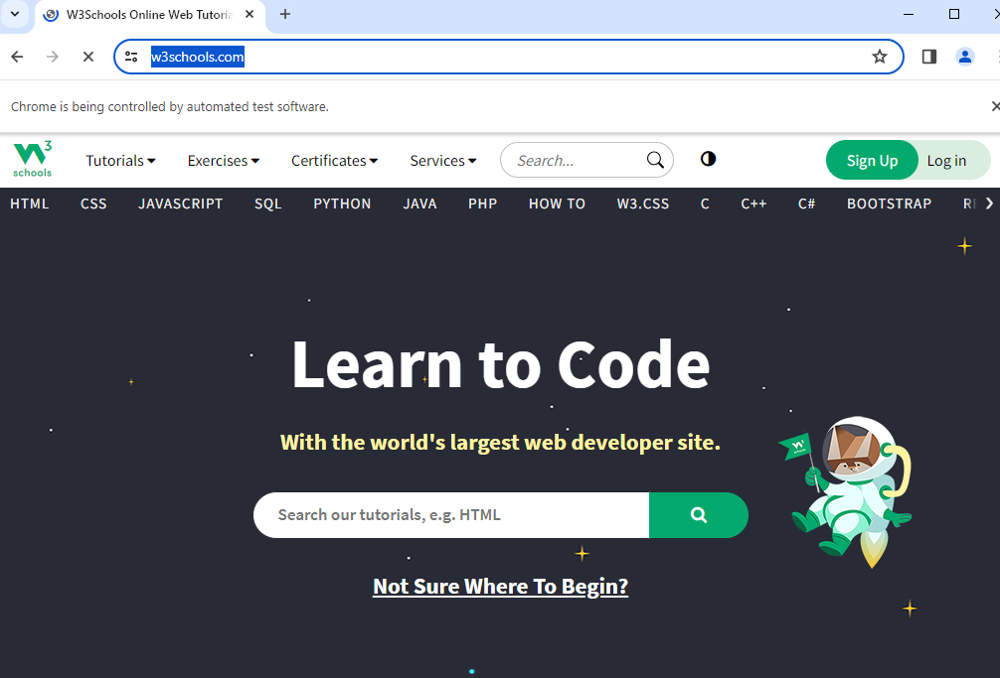 W3Schools Online Web Tutoria
w3schools.com
Chrome is being controlled by automated test software.
3
schools
Tutorials Exercises Certificates Services Search... Sign Up Log in
HTML CSS JAVASCRIPT SQL PYTHON JAVA PHP HOW TO W3.CSS C C++ C# BOOTSTRAP RE
Learn to Code
With the world's largest web developer site.
Search our tutorials, e.g. HTML
Not Sure Where To Begin?